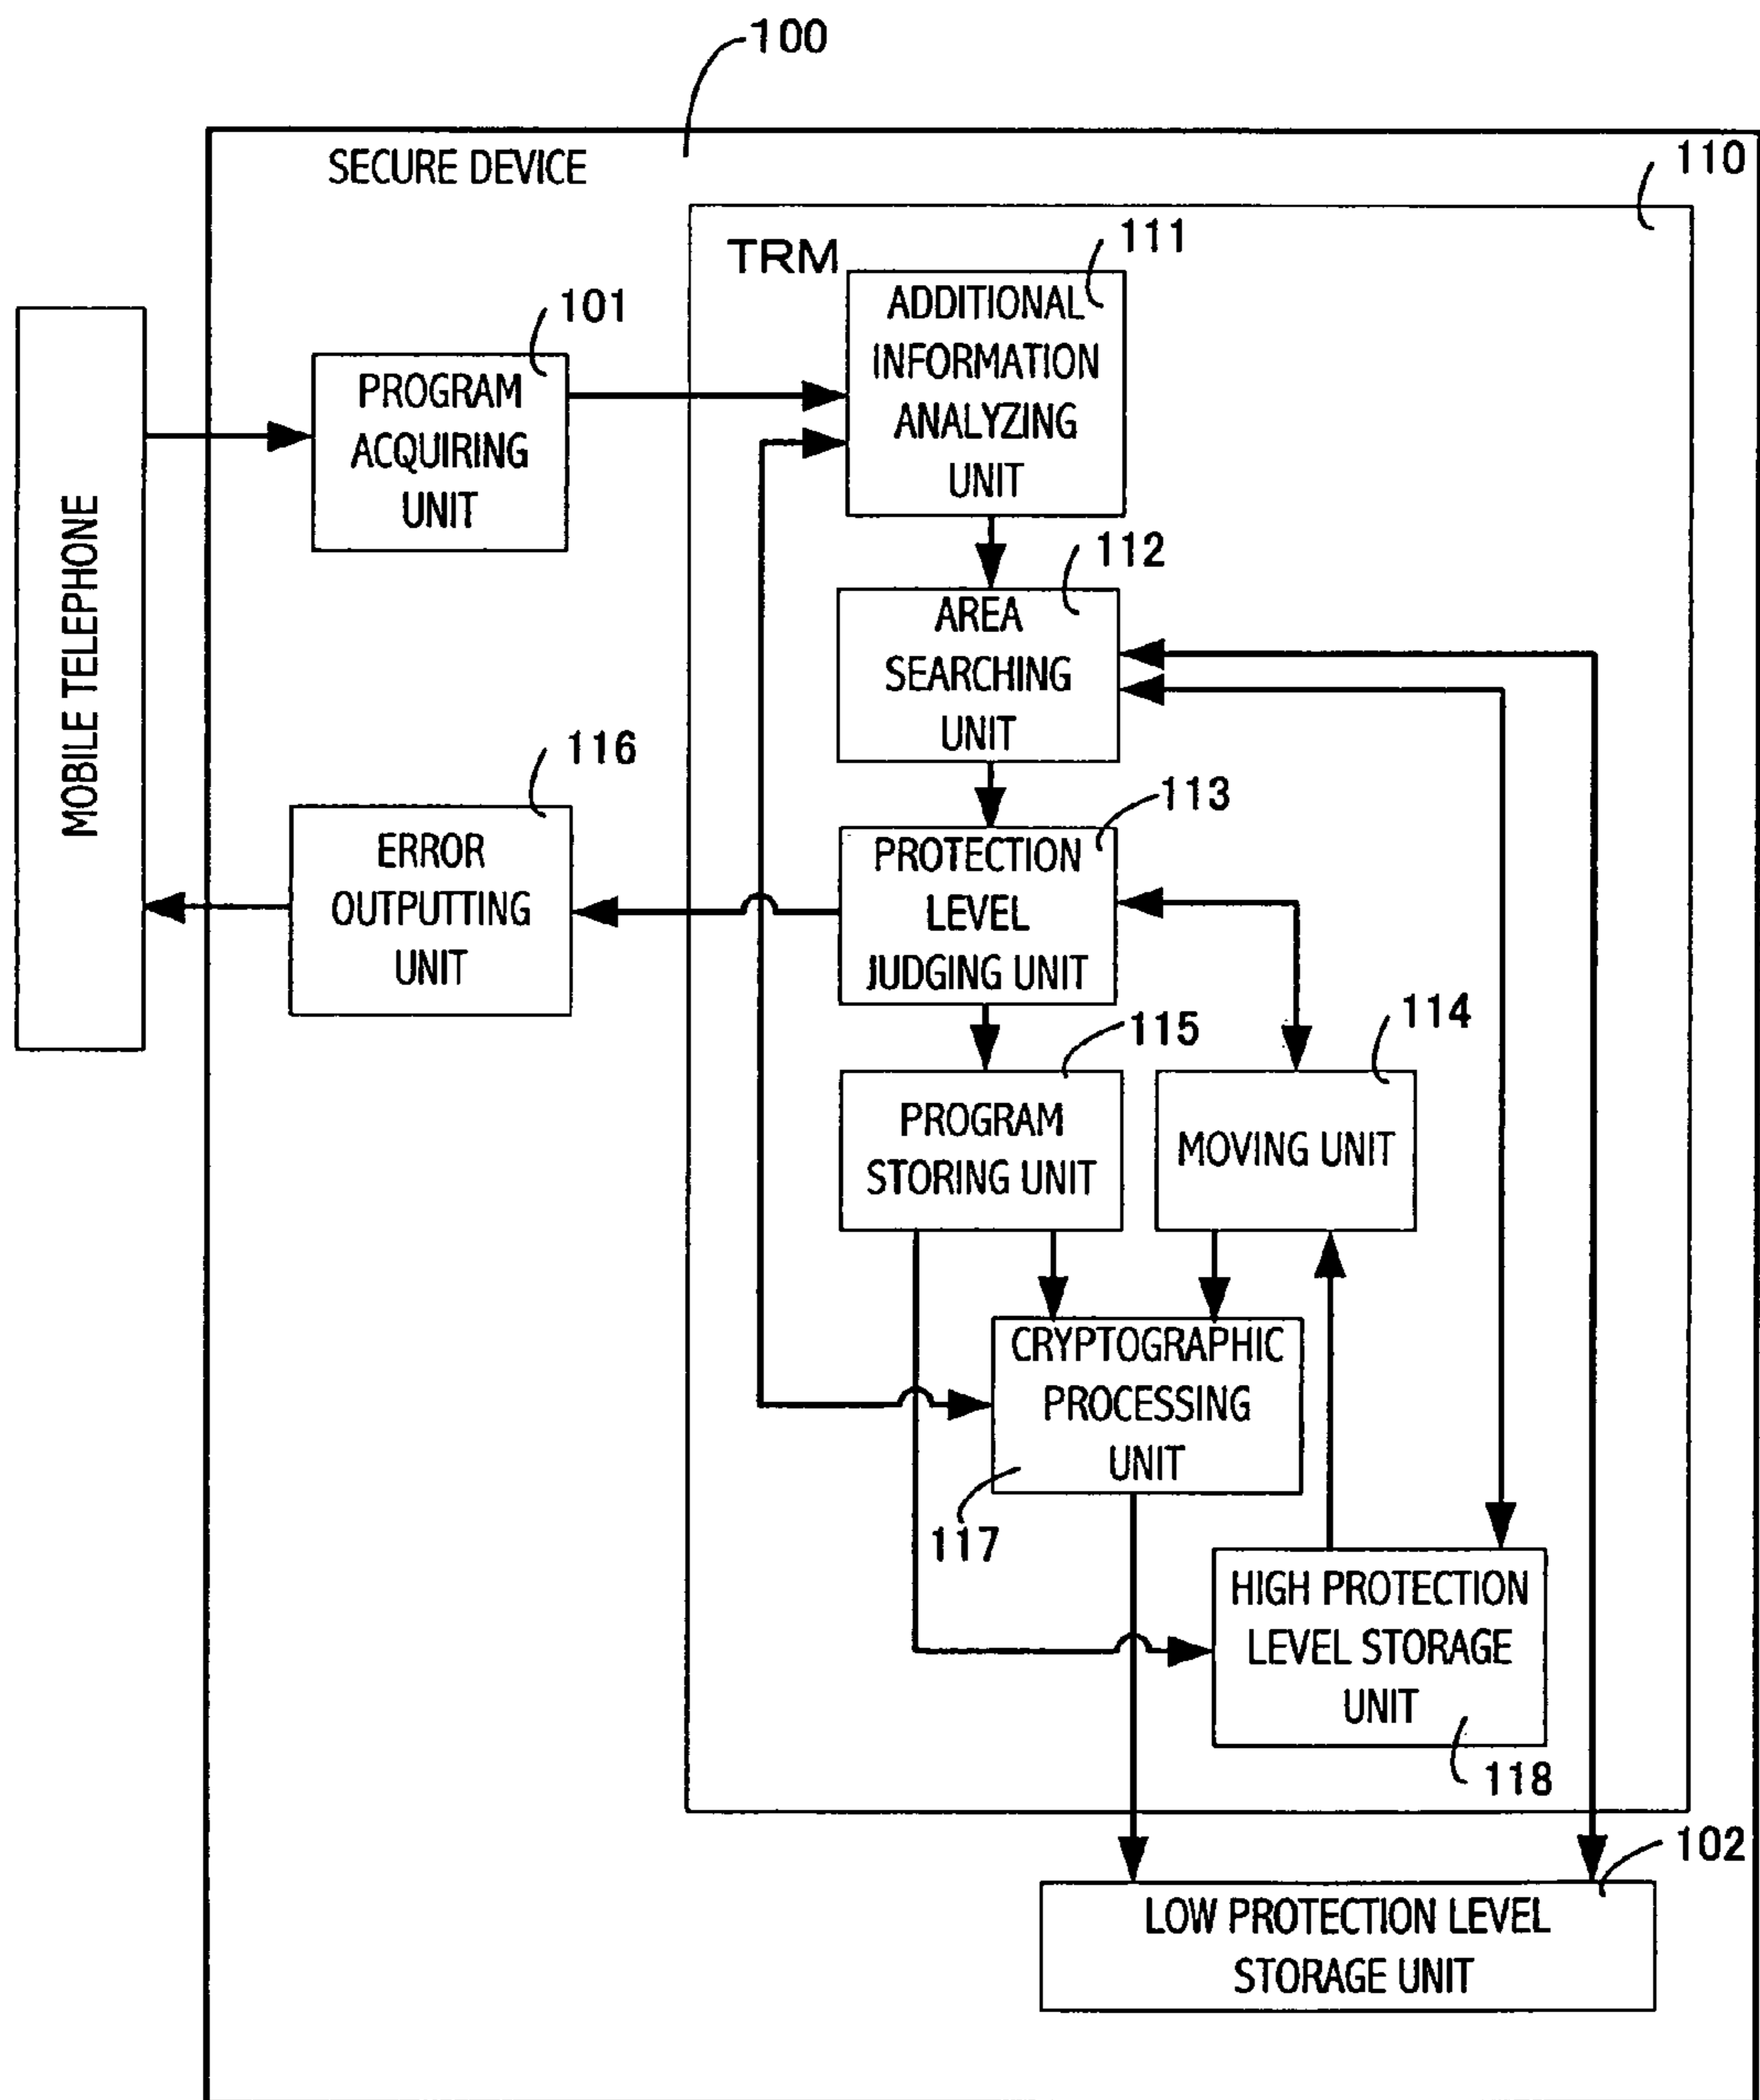 100
SECURE DEVICE
110
TRM
111
ADDITIONAL
INFORMATION
ANALYZING
UNIT
101
PROGRAM
ACQUIRING
UNIT
MOBILE TELEPHONE
112
AREA
SEARCHING
UNIT
116
ERROR
OUTPUTTING
UNIT
113
PROTECTION
LEVEL
JUDGING UNIT
115
PROGRAM
STORING UNIT
114
MOVING UNIT
CRYPTOGRAPHIC
PROCESSING
UNIT
117
HIGH PROTECTION
LEVEL STORAGE
UNIT
118
102
LOW PROTECTION LEVEL
STORAGE UNIT